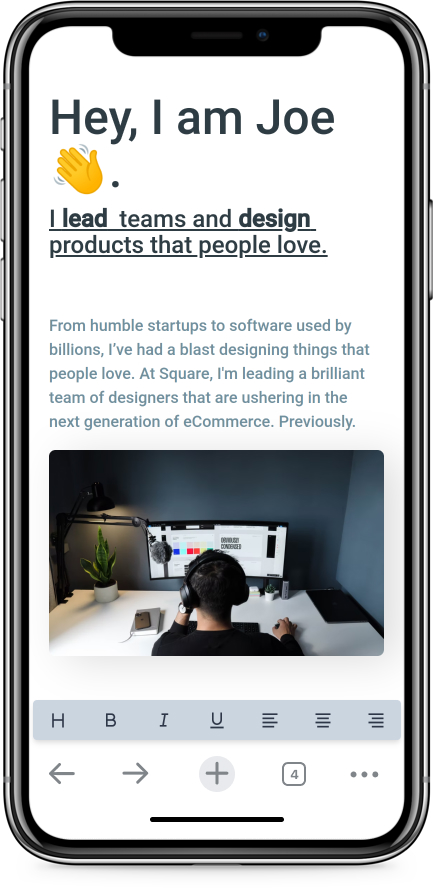 Hey, I am Joe
👋.
I lead teams and design
products that people love.
From humble startups to software used by
billions, I’ve had a blast designing things that
people love. At Square, I'm leading a brilliant
team of designers that are ushering in the
next generation of eCommerce. Previously.
OBVIOUSLY
CONDENSED
H B I U
4